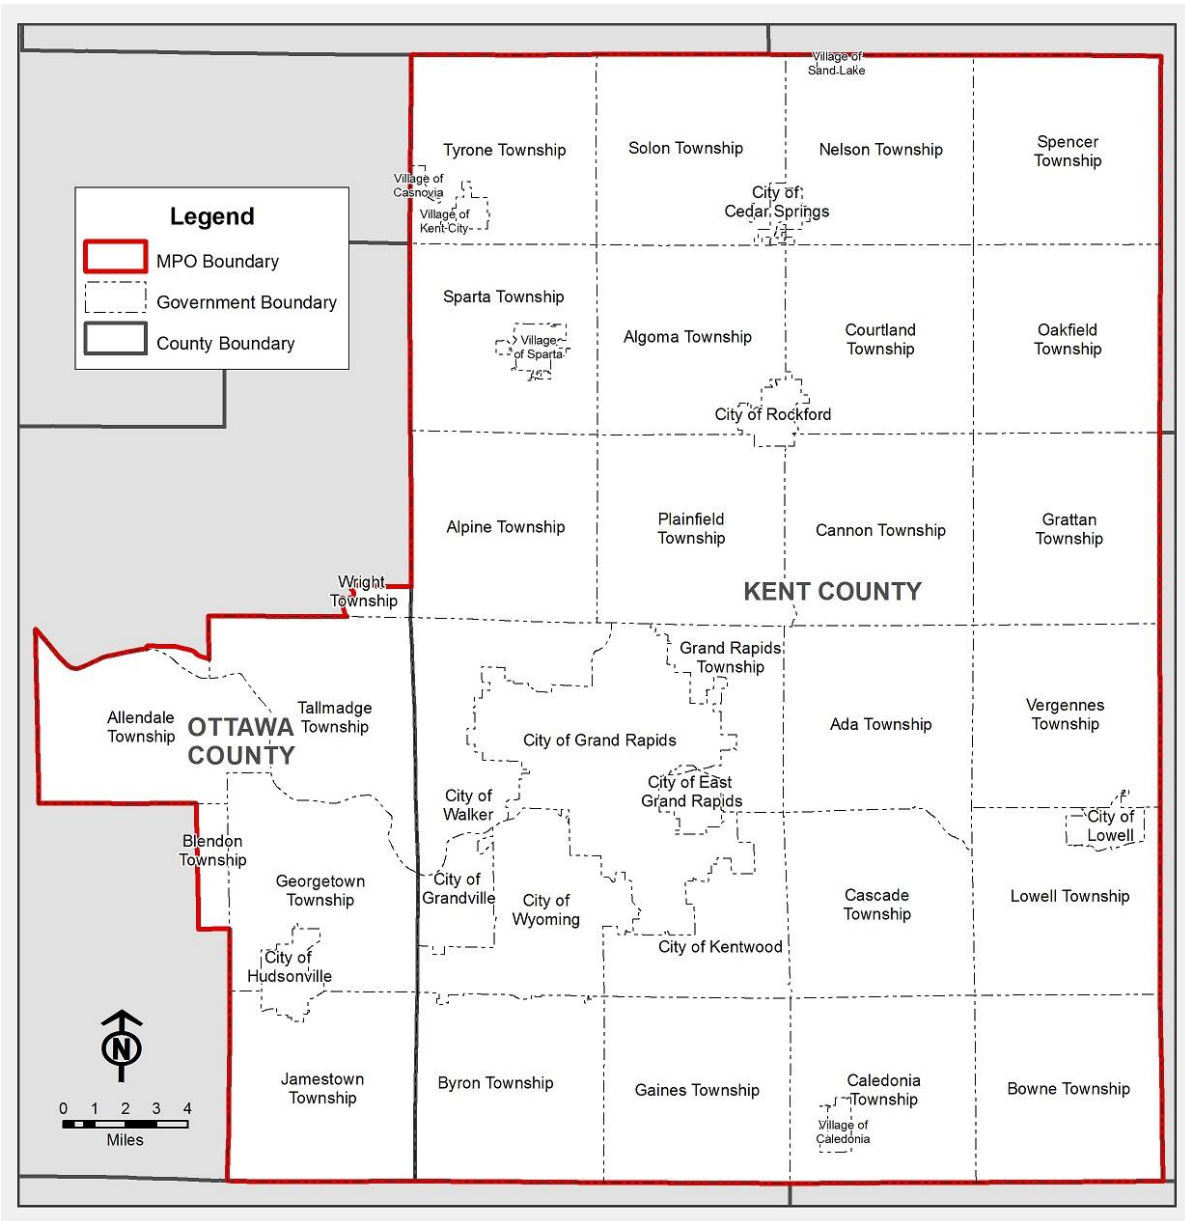 Village of
Sand Lake
Tyrone Township
Solon Township
Nelson Township
Spencer
Township
Village of
Casnovia
Village of
Kent City
City of
Cedar Springs
Legend
MPO Boundary
Government Boundary
County Boundary
Sparta Township
Village
of Sparta
Algoma Township
Courtland
Township
Oakfield
Township
City of Rockford
Alpine Township
Plainfield
Township
Cannon Township
Grattan
Township
KENT COUNTY
Wright
Township
Grand Rapids
Township
Allendale
Township
OTTAWA
COUNTY
Tallmadge
Township
City of Grand Rapids
Ada Township
Vergennes
Township
City of
Walker
City of East
Grand Rapids
City of
Lowell
Blendon
Township
Georgetown
Township
City of
Grandville
City of
Wyoming
Cascade
Township
Lowell Township
City of Kentwood
City of
Hudsonville
N
Jamestown
Township
Byron Township
Gaines Township
Caledonia
Township
Bowne Township
Village of
Caledonia
0 1 2 3 4
Miles